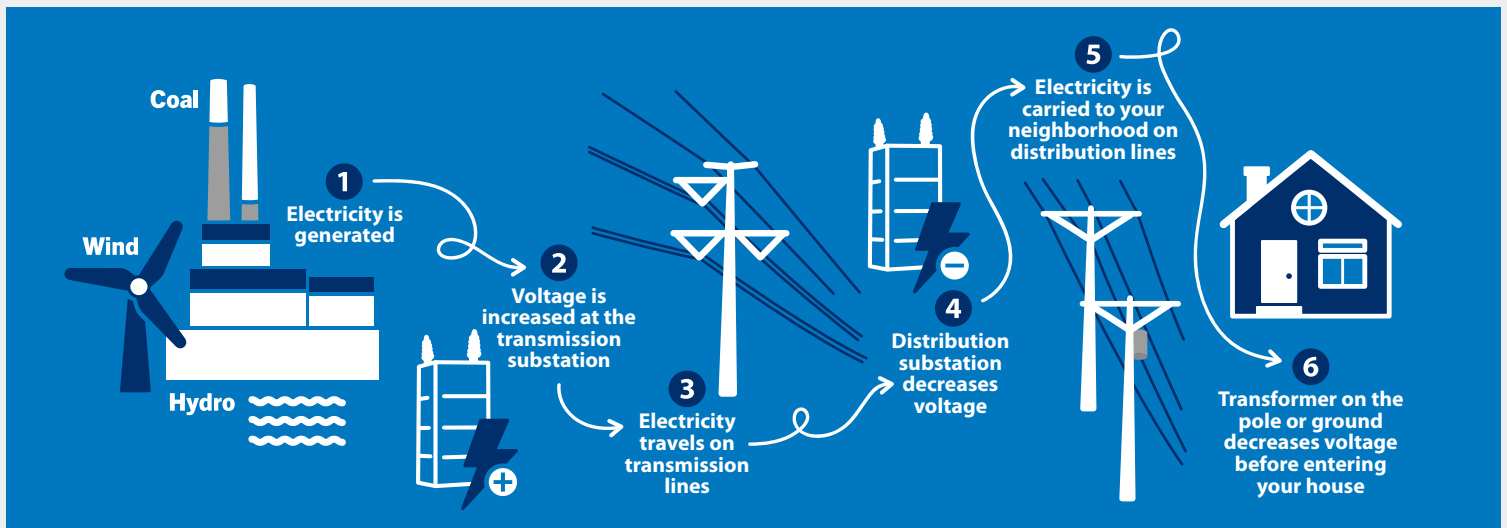 Coal
Wind
Hydro
1
Electricity is
generated
2
Voltage is
increased at the
transmission
substation
3
Electricity
travels on
transmission
lines
4
Distribution
substation
decreases
voltage
5
Electricity is
carried to your
neighborhood on
distribution lines
6
Transformer on the
pole or ground
decreases voltage
before entering
your house